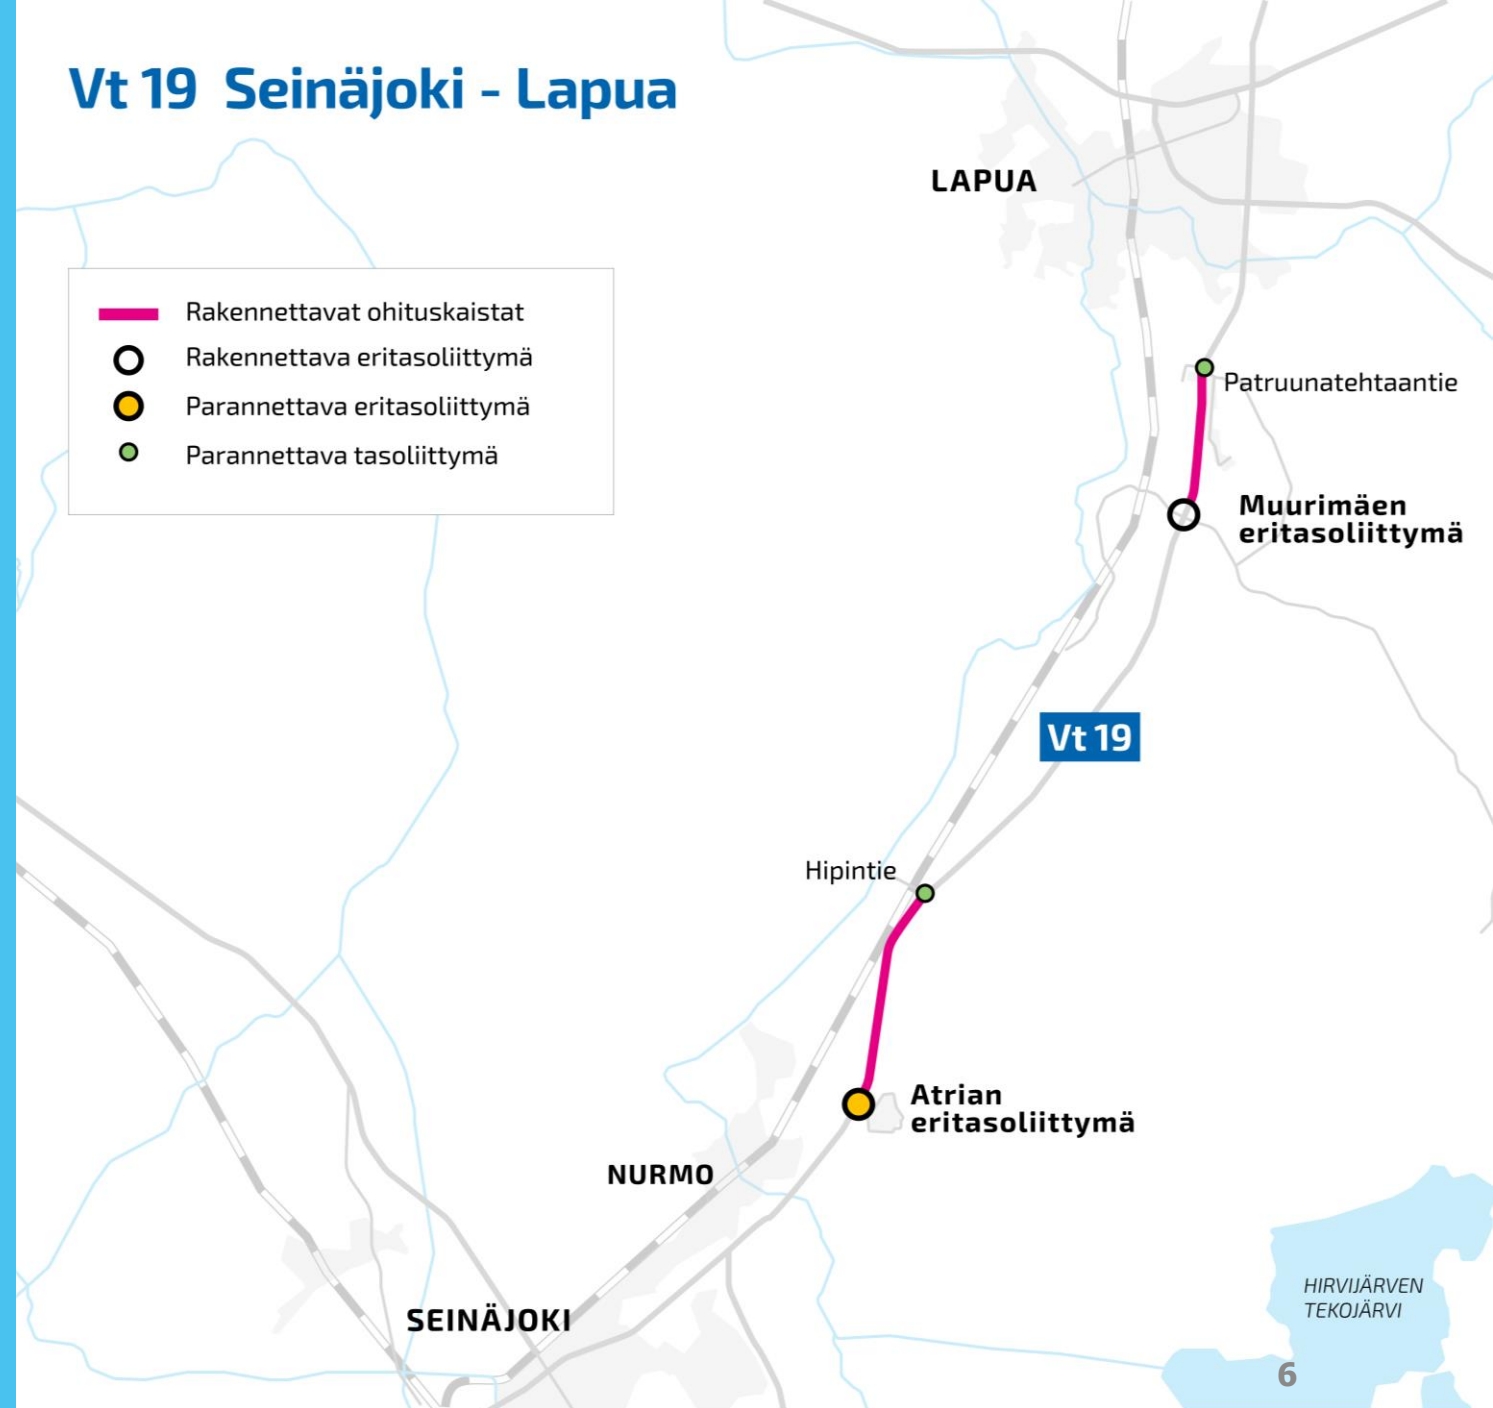 Vt 19 Seinäjoki - Lapua
LAPUA
Rakennettavat ohituskaistat
Rakennettava eritasoliittymä
Parannettava eritasoliittymä
Parannettava tasoliittymä
Patruunatehtaantie
Muurimäen
eritasoliittymä
Vt 19
Hipintie
Atrian
eritasoliittymä
NURMO
SEINÄJOKI
HIRVIJÄRVEN
TEKOJÄRVI
6